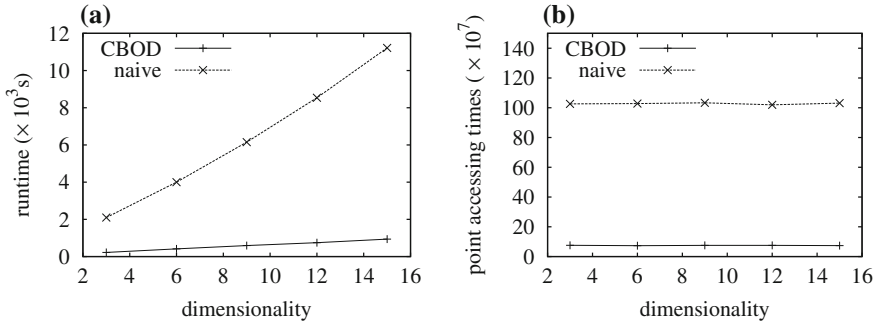 (a)
12
10
8
6
4
2
0
runtime (× 10³s)
CBOD
naive
2 4 6 8 10 12 14 16
dimensionality
(b)
140
120
100
80
60
40
20
0
point accessing times (× 10⁷)
CBOD
naive
2 4 6 8 10 12 14 16
dimensionality